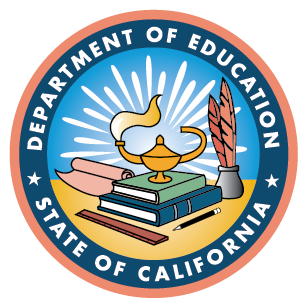 DEPARTMENT OF EDUCATION
STATE OF CALIFORNIA